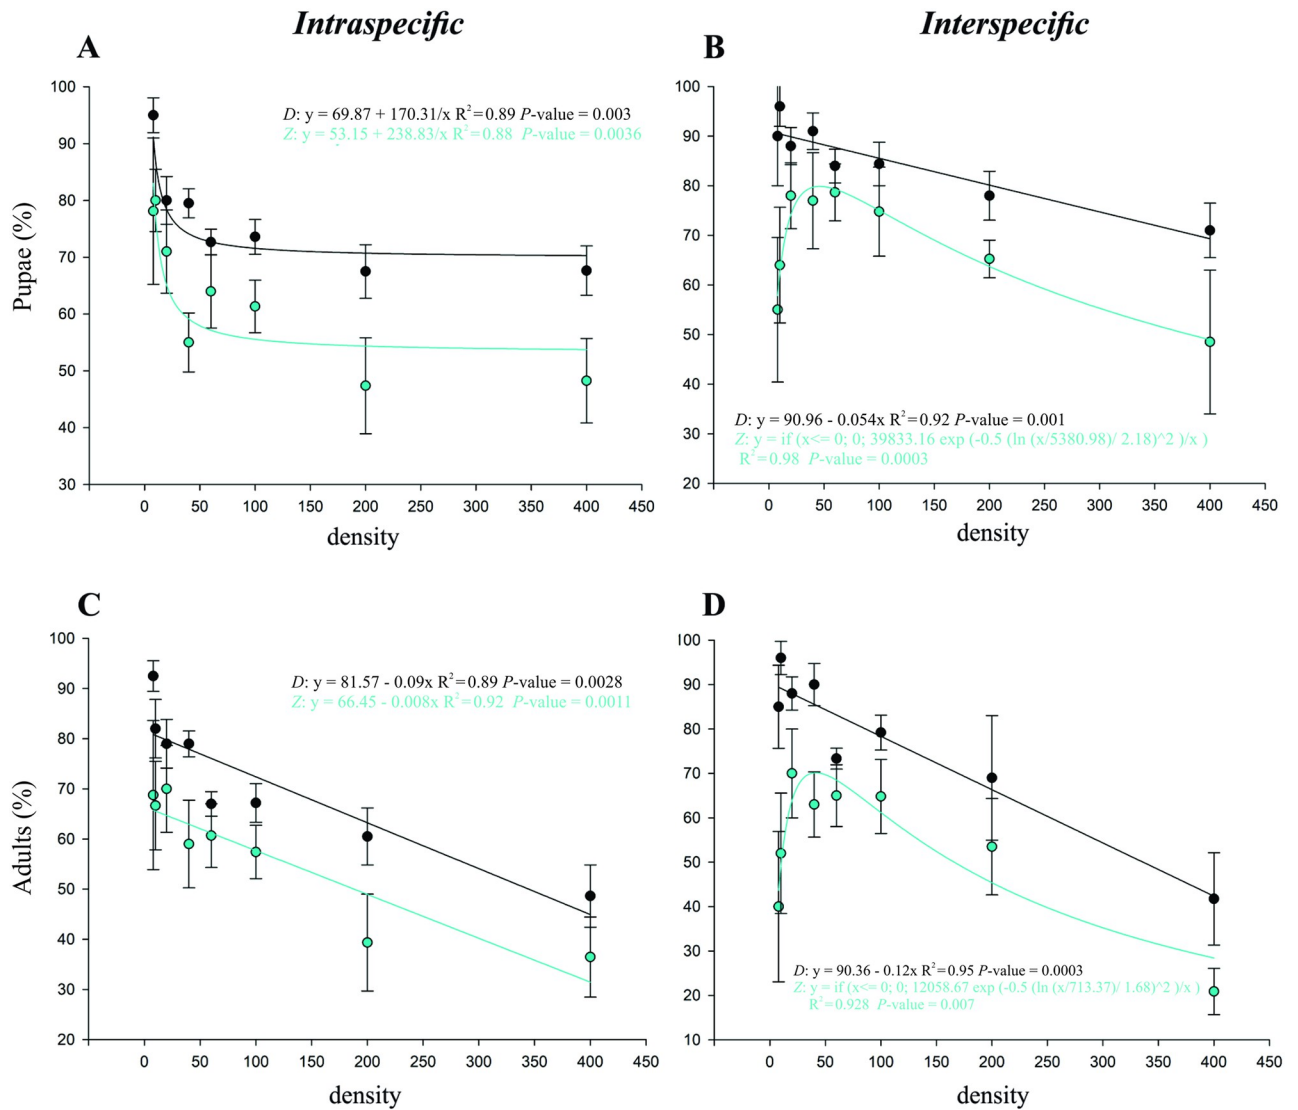 Intraspecific
Interspecific
A
B
D: y = 69.87 + 170.31/x R²=0.89 P-value = 0.003
Z: y = 53.15 + 238.83/x R²=0.88 P-value = 0.0036
Pupae (%)
100
90
80
70
60
50
40
30
0 50 100 150 200 250 300 350 400 450
density
100
90
80
70
60
50
40
30
20
D: y = 90.96 - 0.054x R²=0.92 P-value = 0.001
Z: y = if (x<= 0; 0; 39833.16 exp (-0.5 (ln (x/5380.98)/ 2.18)^2 )/x )
R²=0.98 P-value = 0.0003
0 50 100 150 200 250 300 350 400 450
density
C
D
D: y = 81.57 - 0.09x R²=0.89 P-value = 0.0028
Z: y = 66.45 - 0.008x R²=0.92 P-value = 0.0011
Adults (%)
100
90
80
70
60
50
40
30
20
0 50 100 150 200 250 300 350 400 450
density
100
90
80
70
60
50
40
30
20
10
D: y = 90.36 - 0.12x R²=0.95 P-value = 0.0003
Z: y = if (x<= 0; 0; 12058.67 exp (-0.5 (ln (x/713.37)/ 1.68)^2 )/x )
R²=0.928 P-value = 0.007
0 50 100 150 200 250 300 350 400 450
density